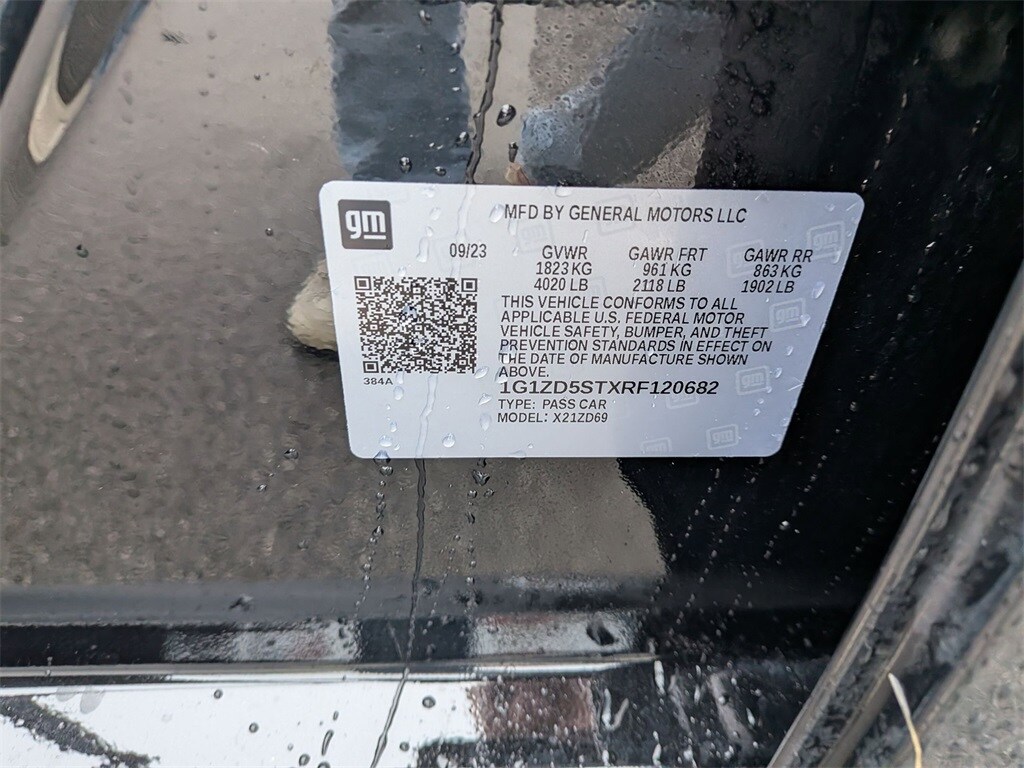 gm
MFD BY GENERAL MOTORS LLC
09/23 GVWR GAWR FRT GAWR RR
1823 KG 961 KG 863 KG
4020 LB 2118 LB 1902 LB
THIS VEHICLE CONFORMS TO ALL
APPLICABLE U.S. FEDERAL MOTOR
VEHICLE SAFETY, BUMPER, AND THEFT
PREVENTION STANDARDS IN EFFECT ON
THE DATE OF MANUFACTURE SHOWN
ABOVE.
384A
1G1ZD5STXRF120682
TYPE: PASS CAR
MODEL: X21ZD69